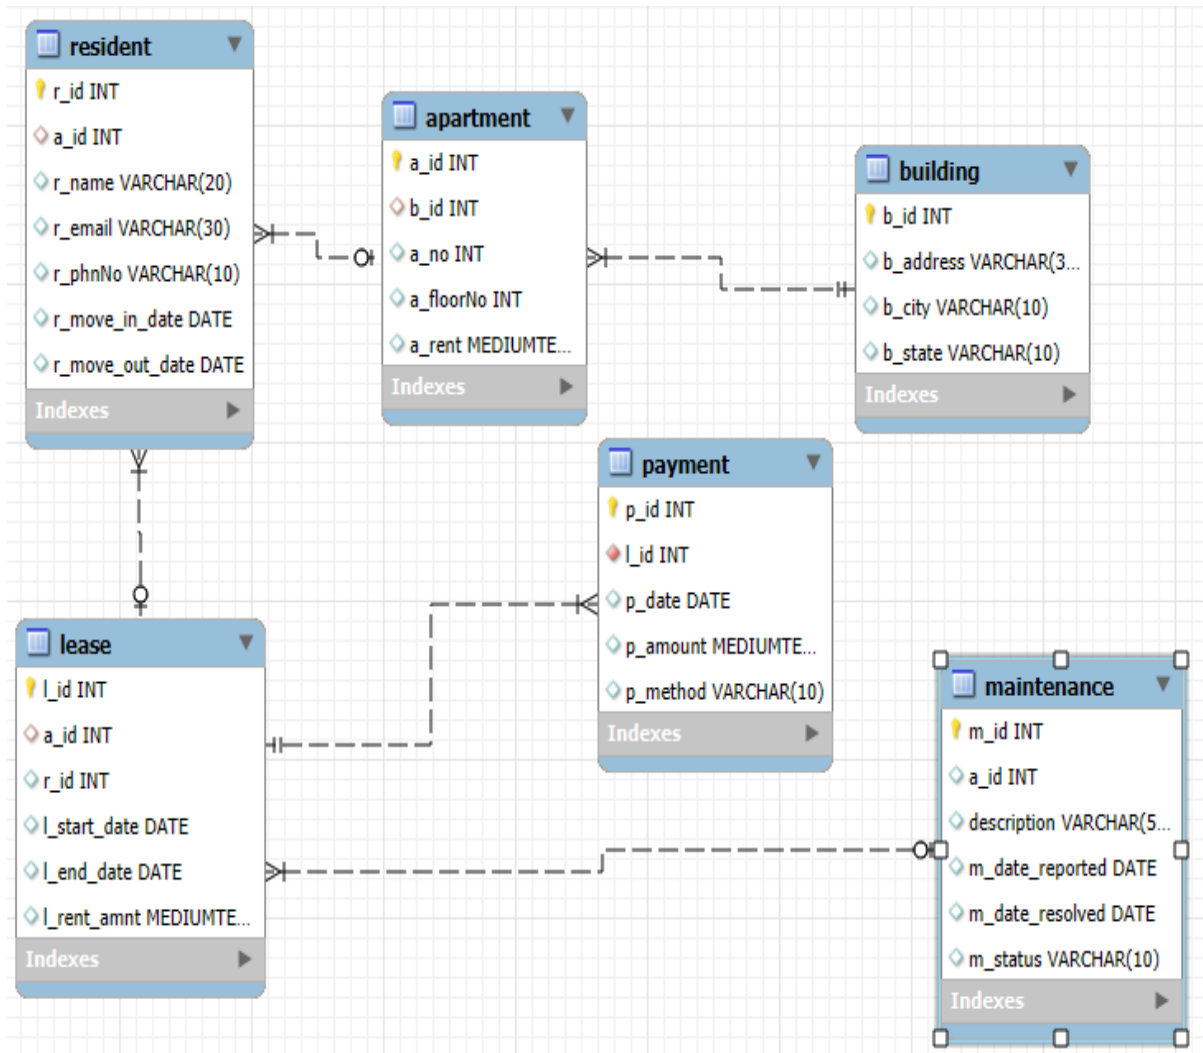 resident
r_id INT
a_id INT
r_name VARCHAR(20)
r_email VARCHAR(30)
r_phnNo VARCHAR(10)
r_move_in_date DATE
r_move_out_date DATE
Indexes
apartment
a_id INT
b_id INT
a_no INT
a_floorNo INT
a_rent MEDIUMTE...
Indexes
building
b_id INT
b_address VARCHAR(3...
b_city VARCHAR(10)
b_state VARCHAR(10)
Indexes
payment
p_id INT
l_id INT
p_date DATE
p_amount MEDIUMTE...
p_method VARCHAR(10)
Indexes
lease
l_id INT
a_id INT
r_id INT
l_start_date DATE
l_end_date DATE
l_rent_amnt MEDIUMTE...
Indexes
maintenance
m_id INT
a_id INT
description VARCHAR(5...
m_date_reported DATE
m_date_resolved DATE
m_status VARCHAR(10)
Indexes